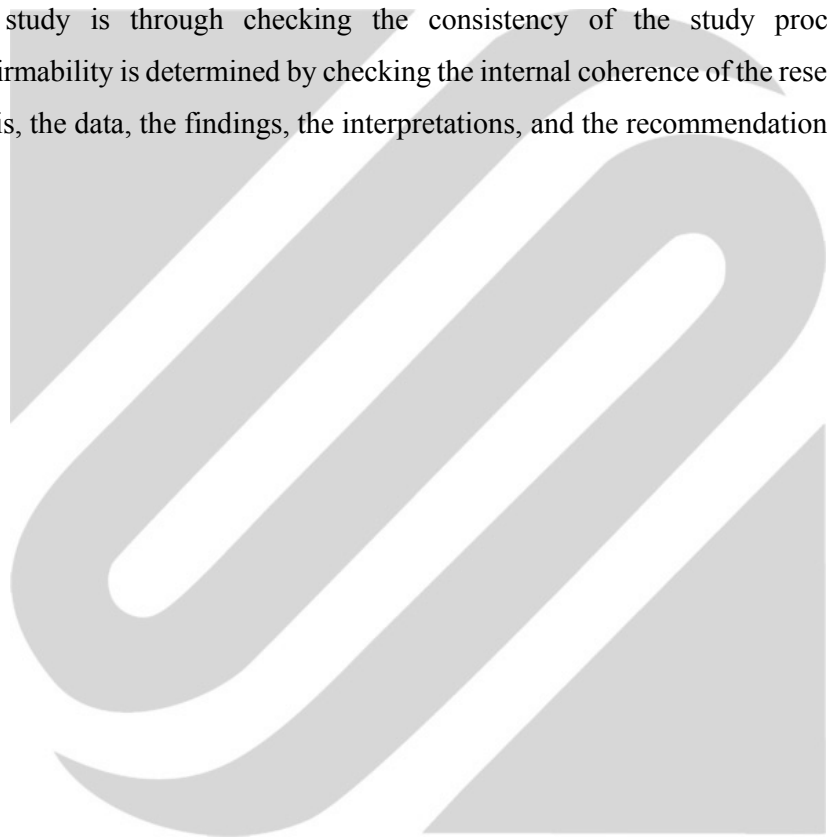 study is through checking the consistency of the study proc
irmability is determined by checking the internal coherence of the rese
is, the data, the findings, the interpretations, and the recommendation